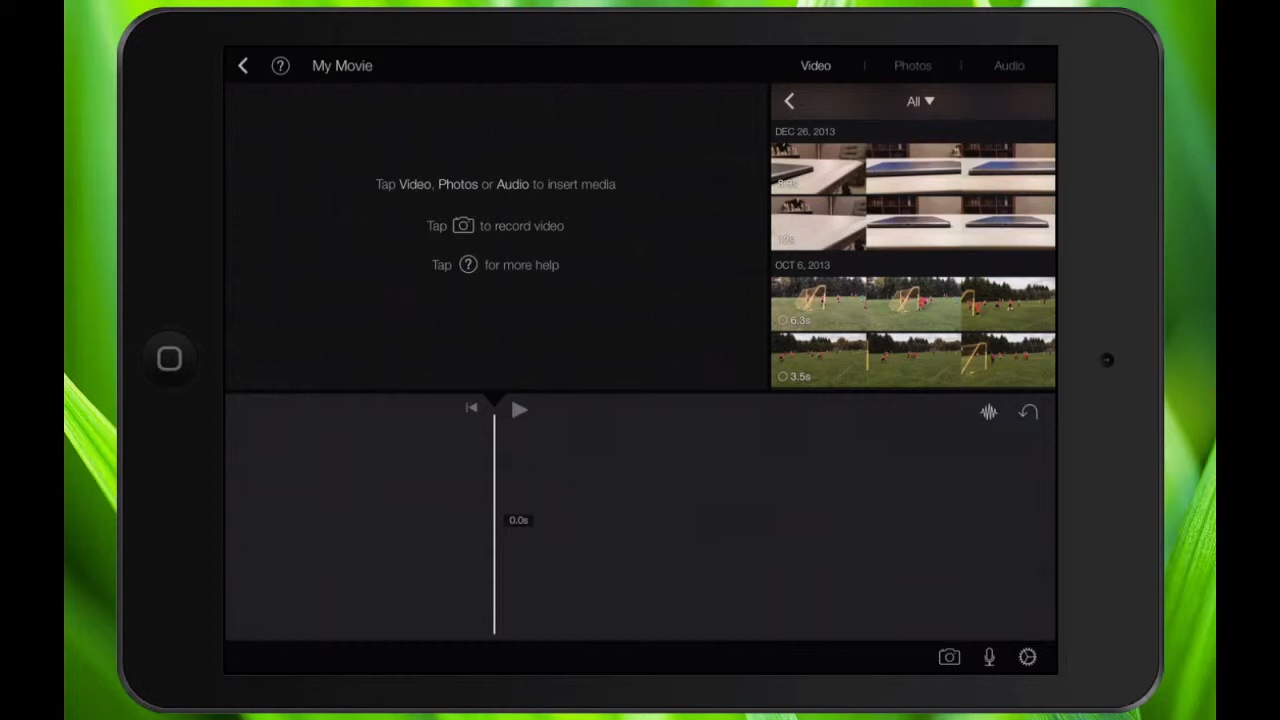 My Movie
Video
Photos
Audio
All
DEC 26, 2013
12s
OCT 6, 2013
6.3s
3.5s
Tap Video, Photos or Audio to insert media
Tap to record video
Tap ? for more help
0.0s